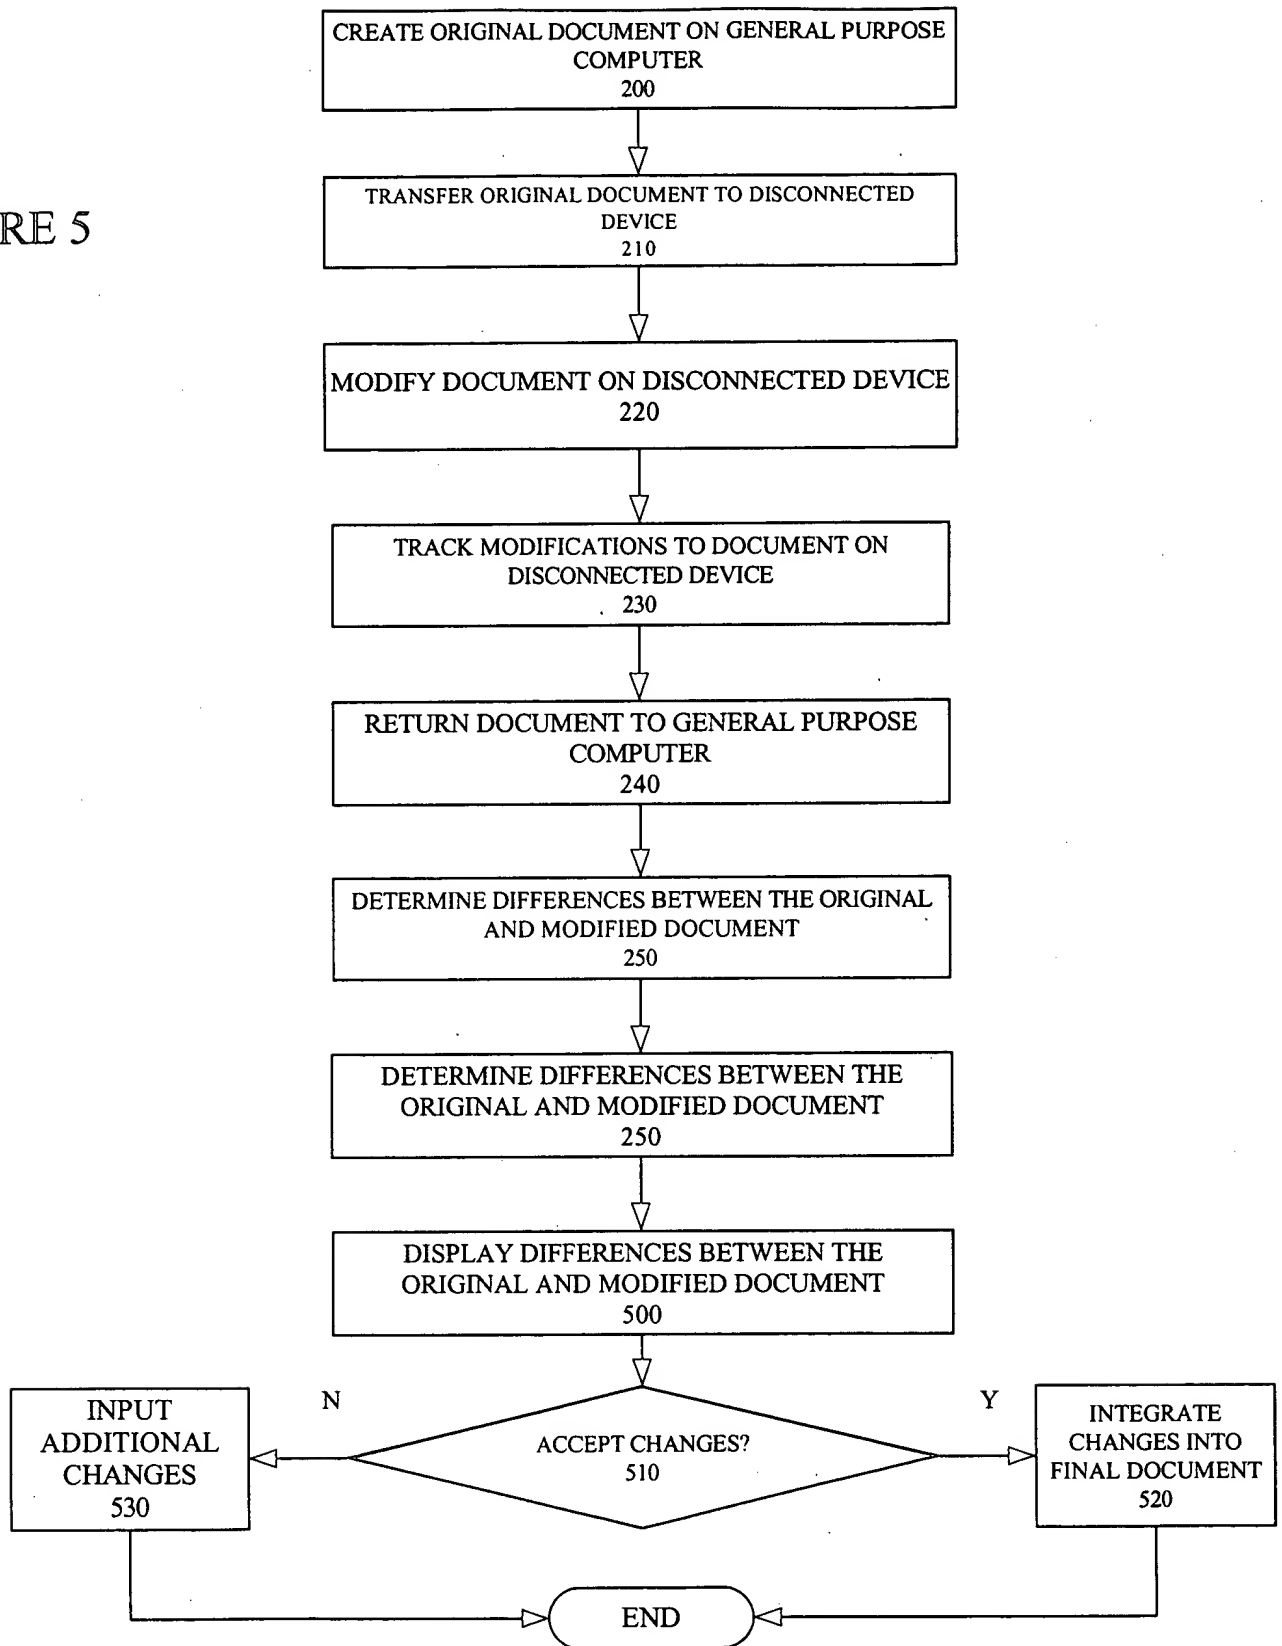 CREATE ORIGINAL DOCUMENT ON GENERAL PURPOSE
COMPUTER
200
TRANSFER ORIGINAL DOCUMENT TO DISCONNECTED
DEVICE
210
RE 5
MODIFY DOCUMENT ON DISCONNECTED DEVICE
220
TRACK MODIFICATIONS TO DOCUMENT ON
DISCONNECTED DEVICE
230
RETURN DOCUMENT TO GENERAL PURPOSE
COMPUTER
240
DETERMINE DIFFERENCES BETWEEN THE ORIGINAL
AND MODIFIED DOCUMENT
250
DETERMINE DIFFERENCES BETWEEN THE
ORIGINAL AND MODIFIED DOCUMENT
250
DISPLAY DIFFERENCES BETWEEN THE
ORIGINAL AND MODIFIED DOCUMENT
500
N
Y
INPUT
ADDITIONAL
CHANGES
530
ACCEPT CHANGES?
510
INTEGRATE
CHANGES INTO
FINAL DOCUMENT
520
END